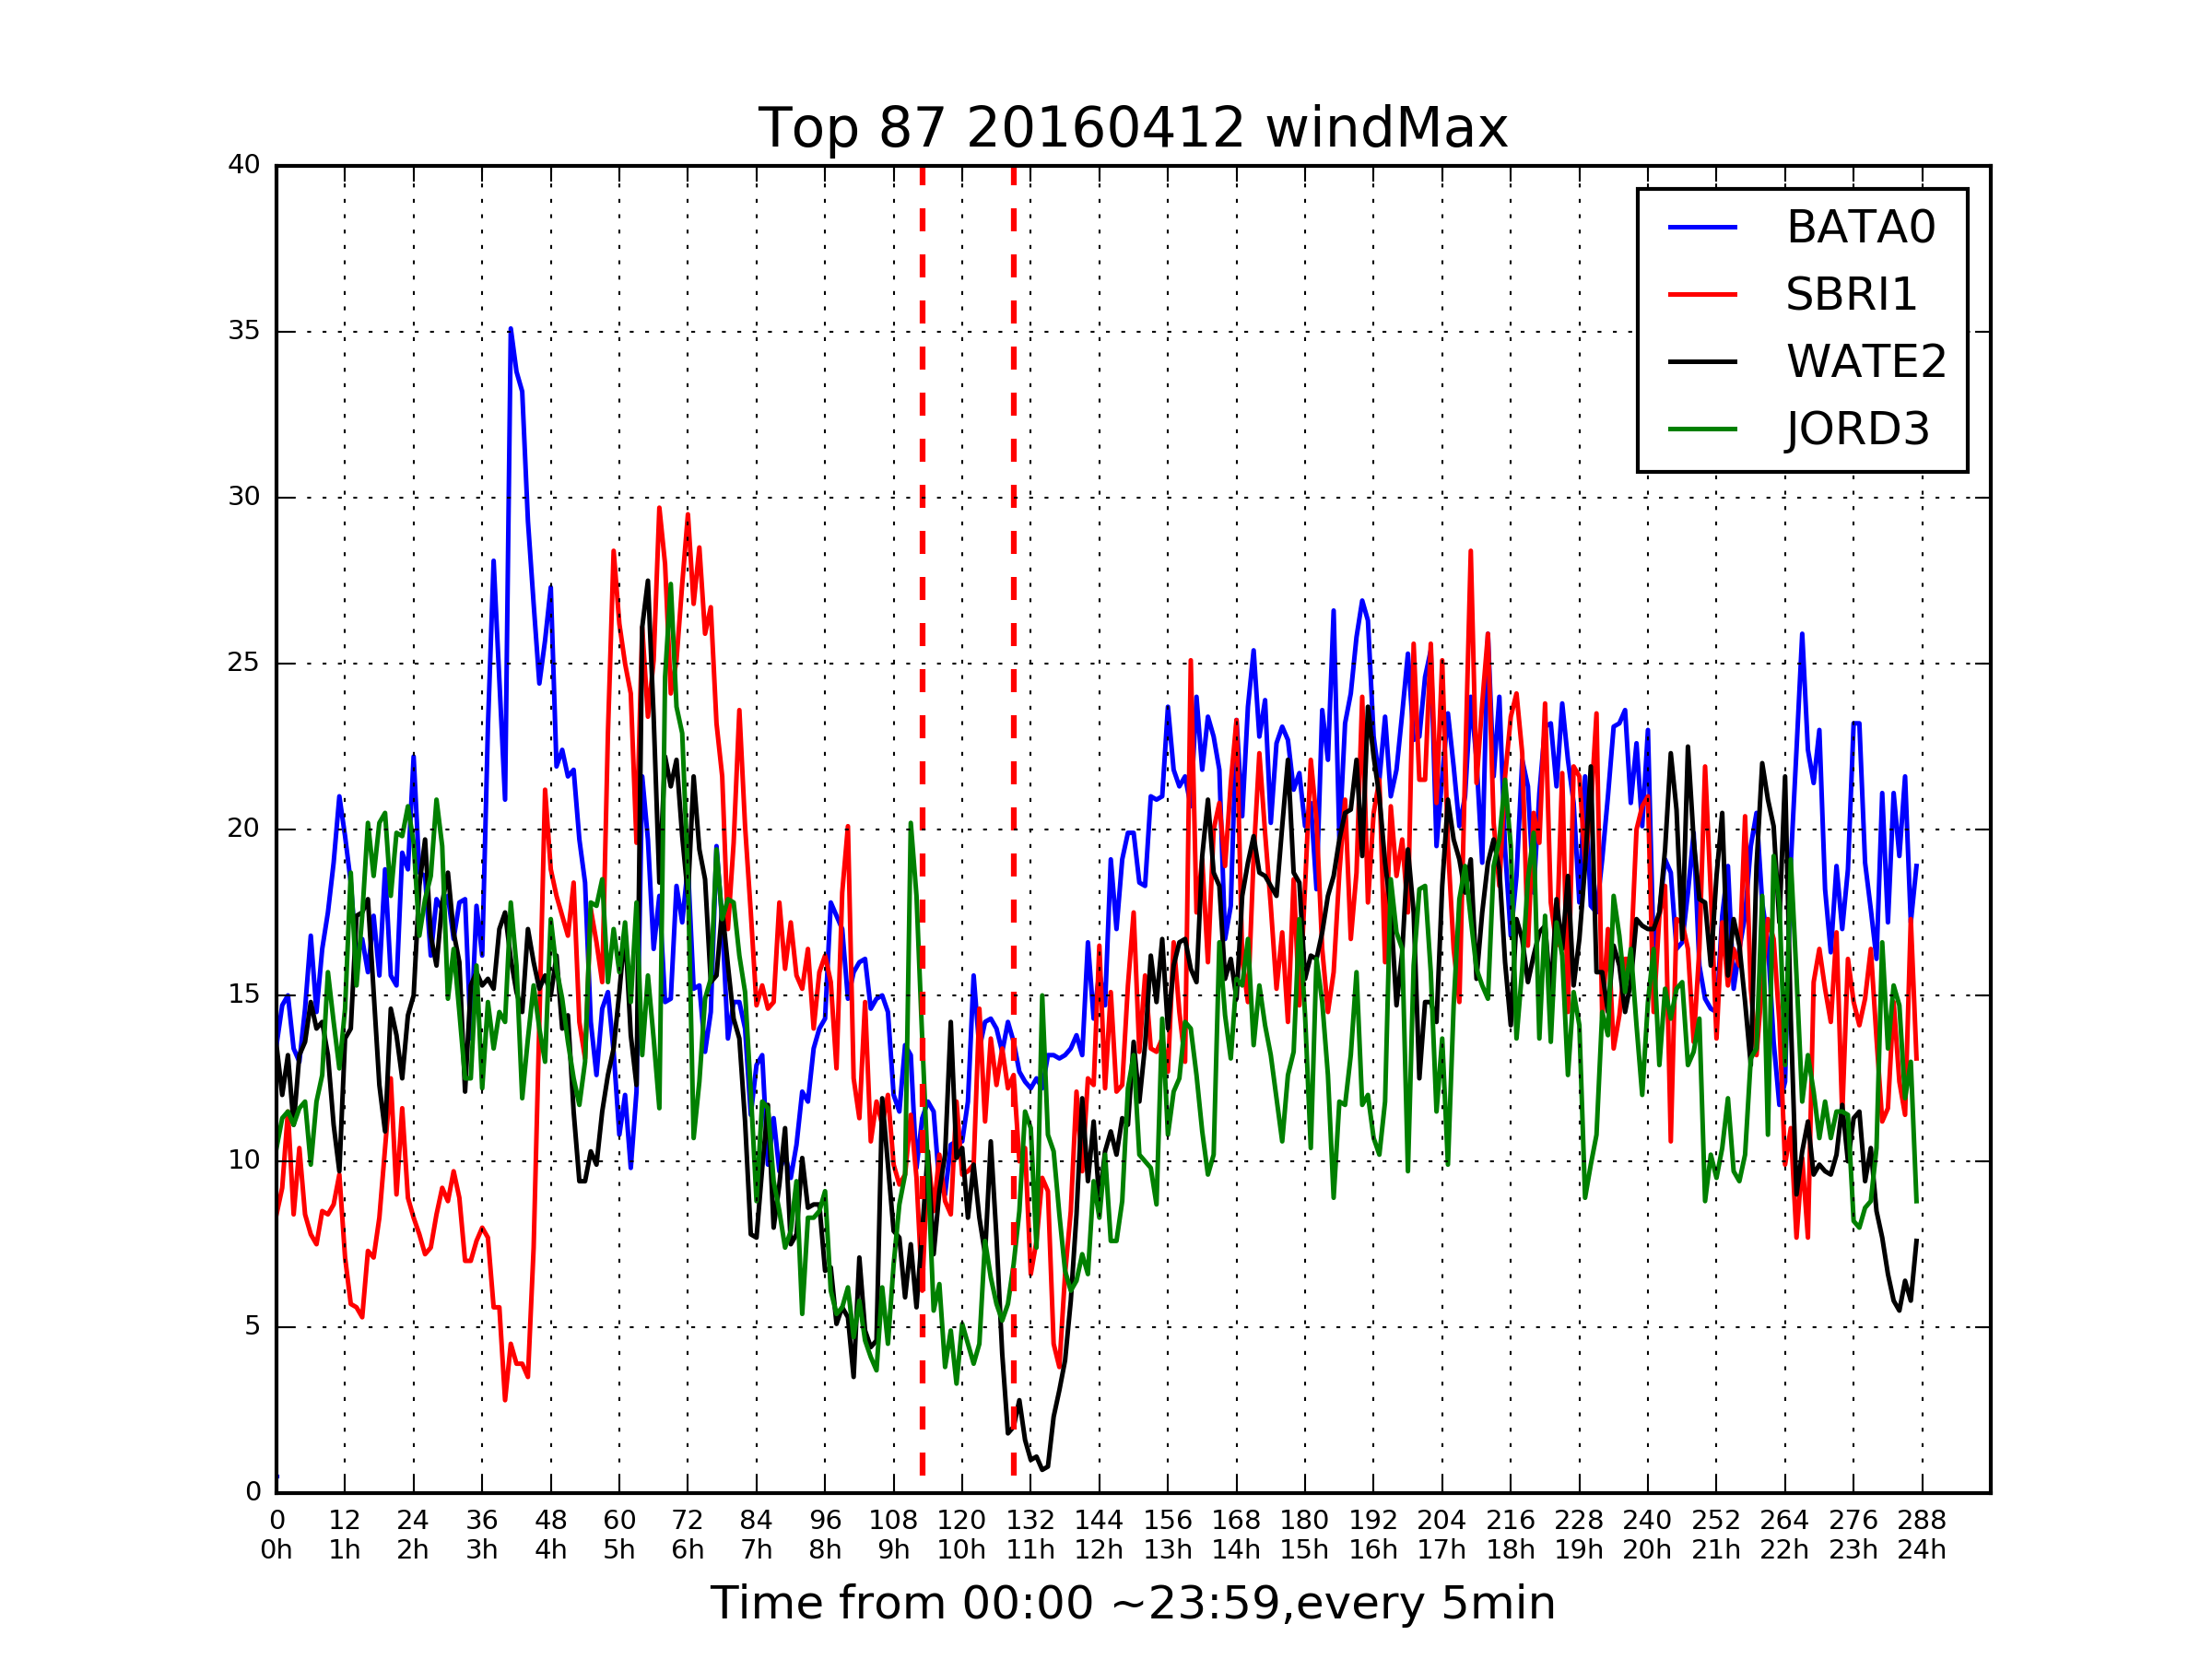 Top 87 20160412 windMax
40
35
30
25
20
15
10
5
0
BATA0
SBRI1
WATE2
JORD3
0 12 24 36 48 60 72 84 96 108 120 132 144 156 168 180 192 204 216 228 240 252 264 276 288
0h 1h 2h 3h 4h 5h 6h 7h 8h 9h 10h 11h 12h 13h 14h 15h 16h 17h 18h 19h 20h 21h 22h 23h 24h
Time from 00:00 ~23:59,every 5min